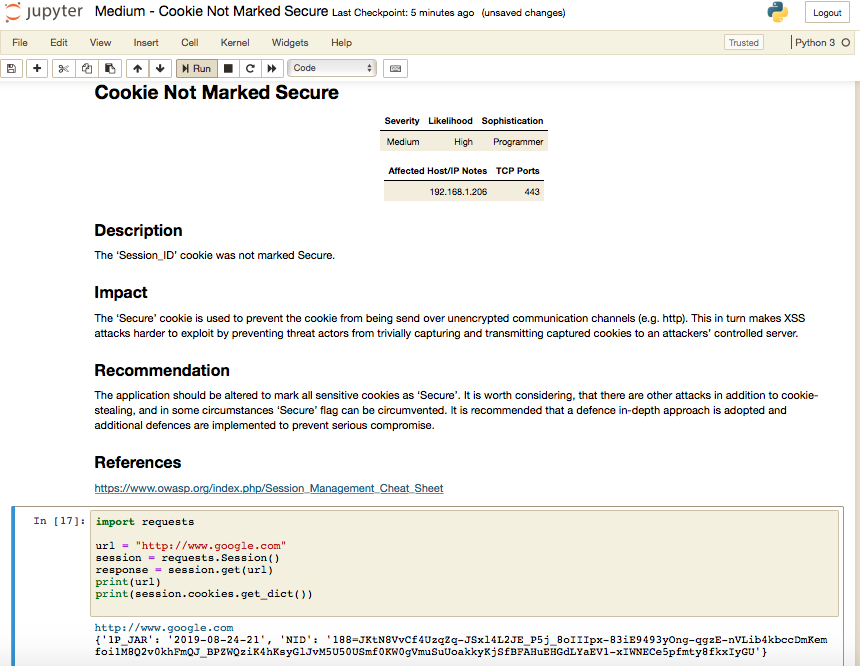 jupyter Medium - Cookie Not Marked Secure Last Checkpoint: 5 minutes ago (unsaved changes) Logout
File Edit View Insert Cell Kernel Widgets Help Trusted Python 3
Run Code
Cookie Not Marked Secure
Severity Likelihood Sophistication
Medium High Programmer
Affected Host/IP Notes TCP Ports
192.168.1.206 443
Description
The ‘Session_ID’ cookie was not marked Secure.
Impact
The ‘Secure’ cookie is used to prevent the cookie from being send over unencrypted communication channels (e.g. http). This in turn makes XSS
attacks harder to exploit by preventing threat actors from trivially capturing and transmitting captured cookies to an attackers’ controlled server.
Recommendation
The application should be altered to mark all sensitive cookies as ‘Secure’. It is worth considering, that there are other attacks in addition to cookie-
stealing, and in some circumstances ‘Secure’ flag can be circumvented. It is recommended that a defence in-depth approach is adopted and
additional defences are implemented to prevent serious compromise.
References
https://www.owasp.org/index.php/Session_Management_Cheat_Sheet
In [17]: import requests
url = "http://www.google.com"
session = requests.Session()
response = session.get(url)
print(url)
print(session.cookies.get_dict())
http://www.google.com
{'1P_JAR': '2019-08-24-21', 'NID': '188=JKtN8VvCf4UzqZq-JSxl4L2JE_P5j_8oIIIpx-83iE9493yOng-qgzE-nVLib4kbccDmKem
foilM8Q2v0khFmQJ_BPZWQziK4hKsyGlJvM5U50USmf0KW0gVmuSuUoakkyKjSfBFAHuEHGdLYaEV1-xIWNECe5pfmty8fkxIyGU'}